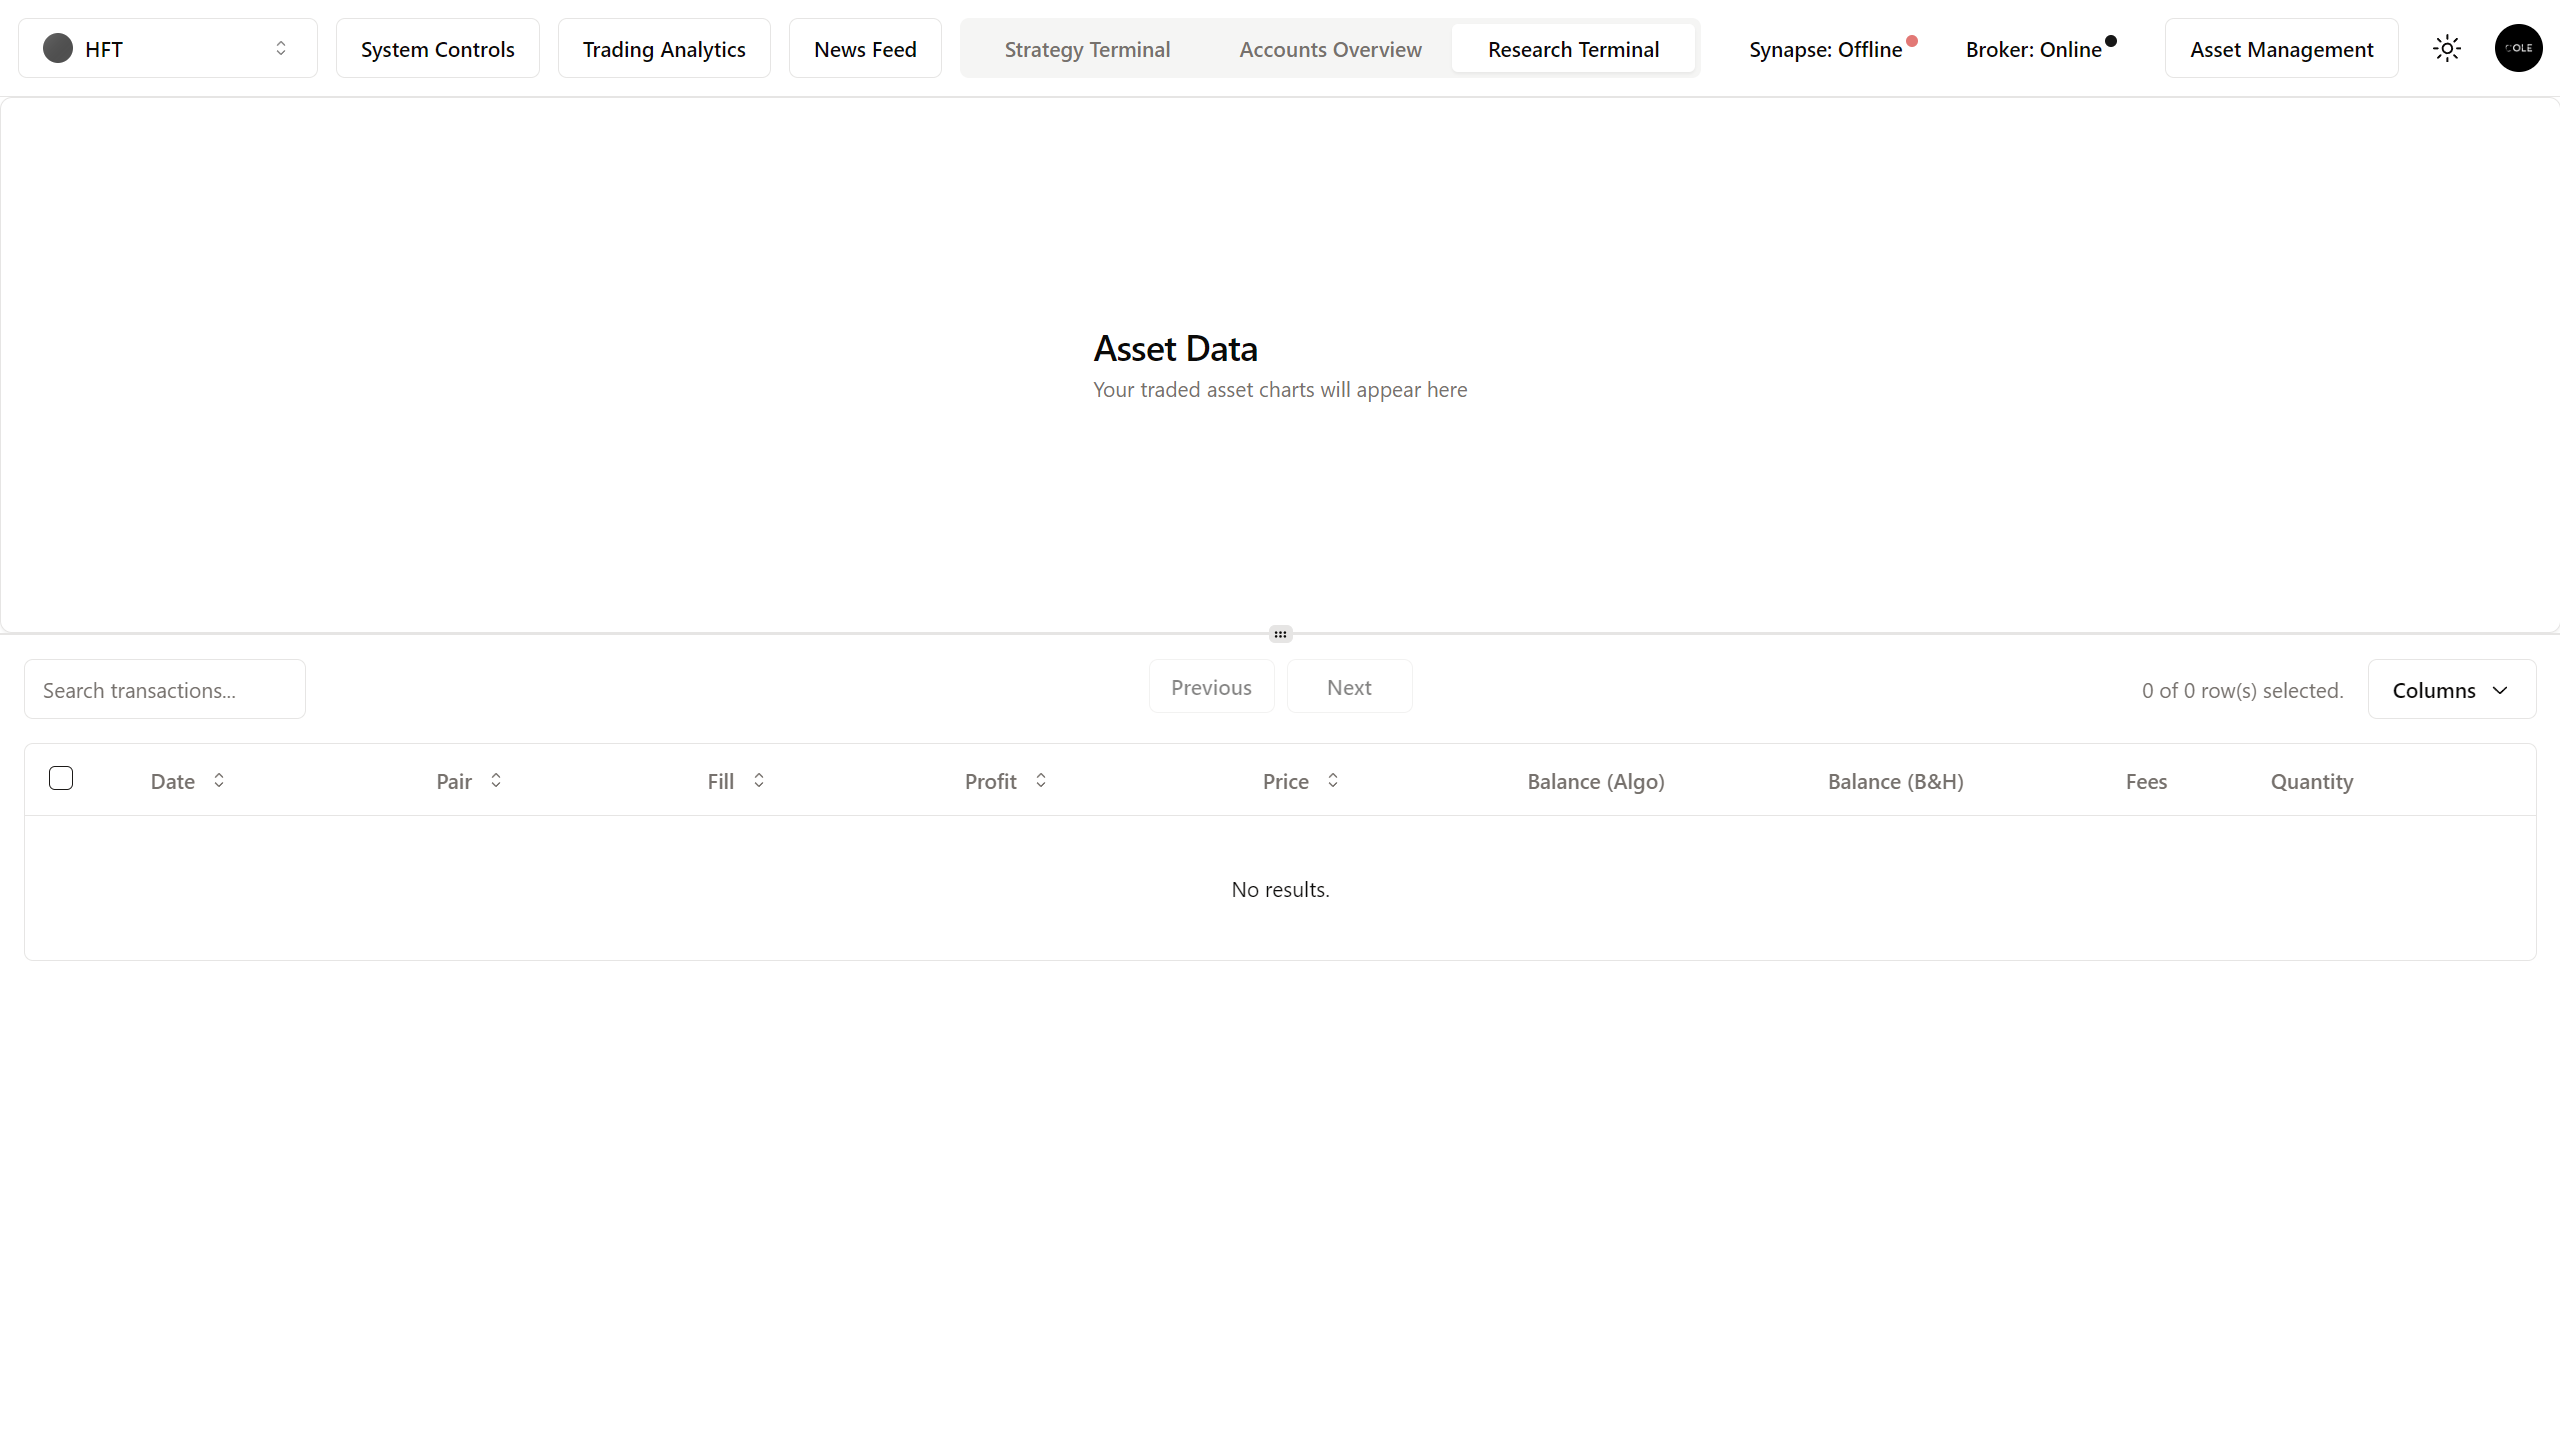 HFT
System Controls
Trading Analytics
News Feed
Strategy Terminal
Accounts Overview
Research Terminal
Synapse: Offline
Broker: Online
Asset Management
COLE
Asset Data
Your traded asset charts will appear here
Search transactions...
Previous
Next
0 of 0 row(s) selected.
Columns
Date
Pair
Fill
Profit
Price
Balance (Algo)
Balance (B&H)
Fees
Quantity
No results.